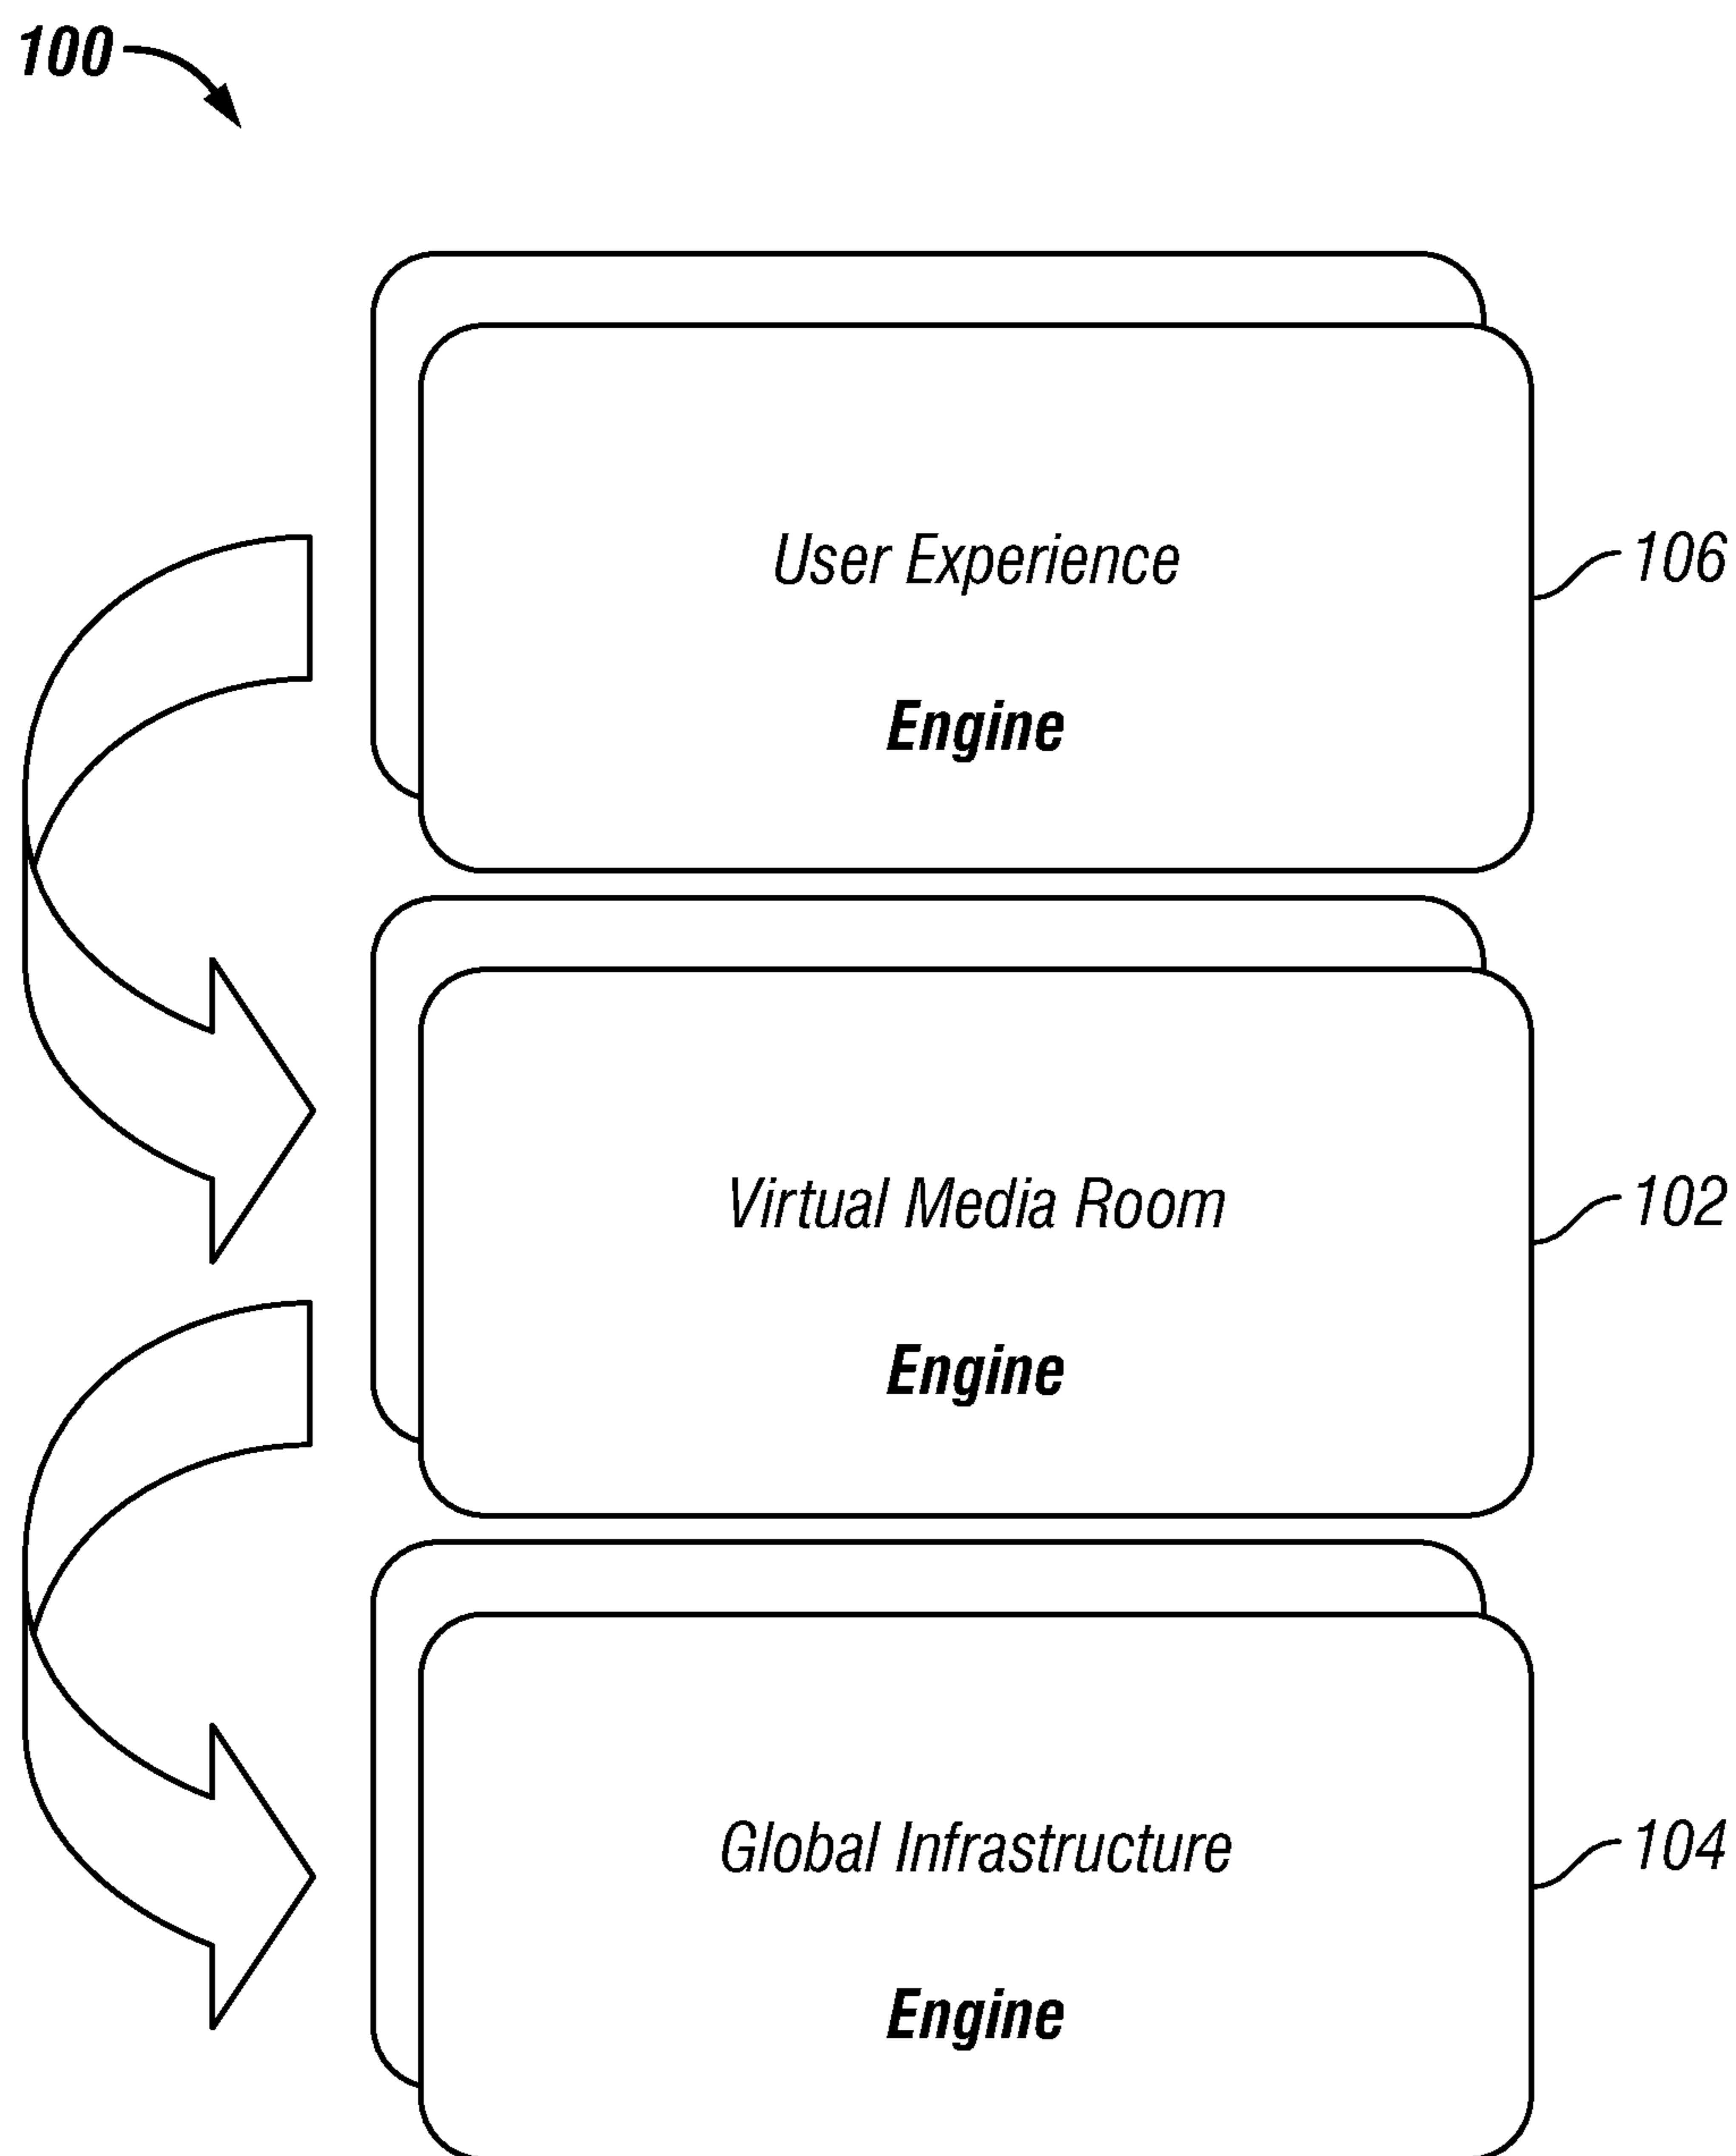 100
User Experience
Engine
106
Virtual Media Room
Engine
102
Global Infrastructure
Engine
104